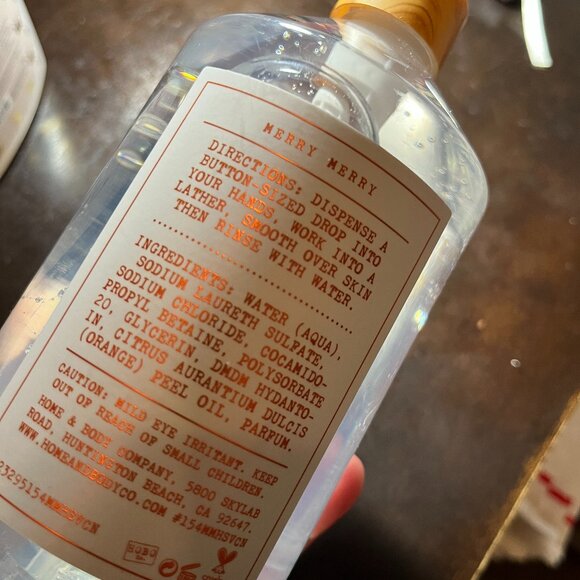 MERRY MERRY
DIRECTIONS: DISPENSE A
BUTTON-SIZED DROP INTO
YOUR HANDS, WORK INTO A
LATHER, SMOOTH OVER SKIN
THEN RINSE WITH WATER.
INGREDIENTS: WATER (AQUA),
SODIUM LAURETH SULFATE,
SODIUM CHLORIDE, COCAMIDO-
PROPYL BETAINE, POLYSORBATE
20, GLYCERIN, DMDM HYDANTO-
IN, CITRUS AURANTIUM DULCIS
(ORANGE) PEEL OIL, PARFUM.
CAUTION: MILD EYE IRRITANT. KEEP
OUT OF REACH OF SMALL CHILDREN.
HOME & BODY COMPANY, 5800 SKYLAB
ROAD, HUNTINGTON BEACH, CA 92647.
WWW.HOMEANDBODYCO.COM #154MMHSVCN
23295154MMHSVCN